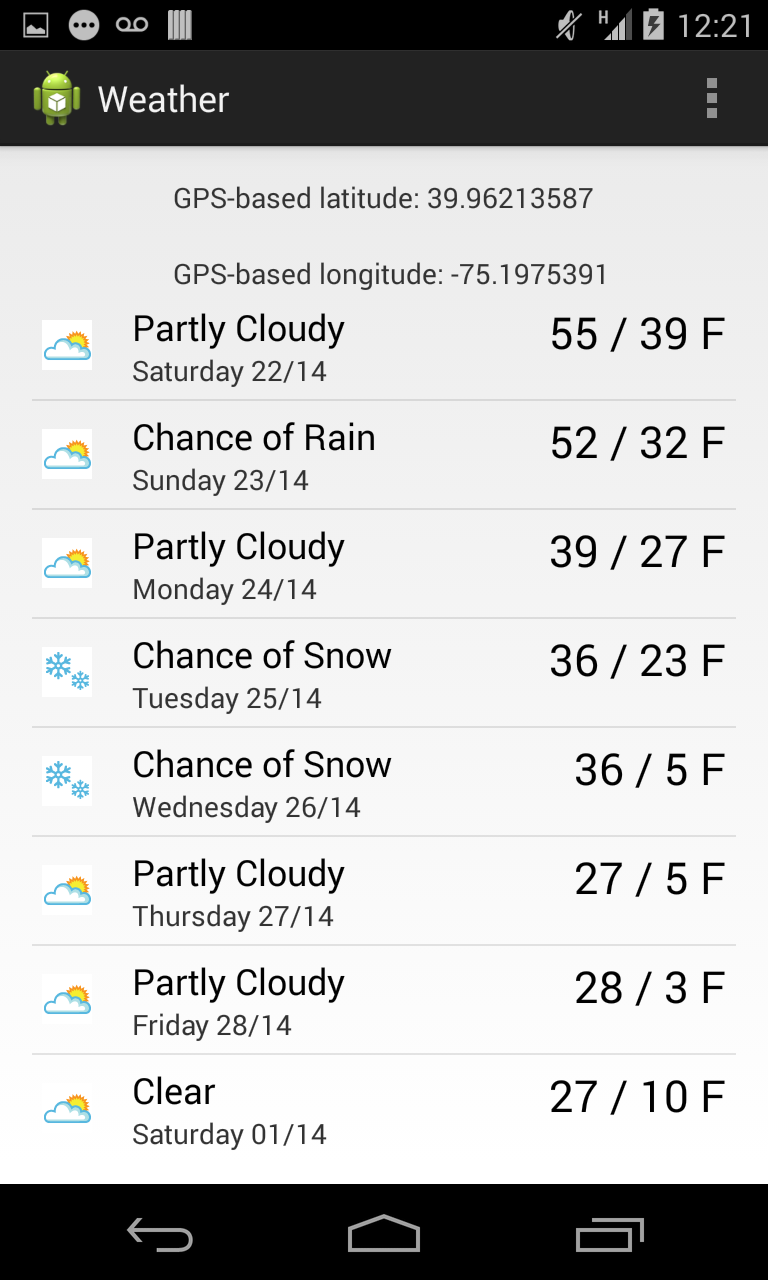 H 12:21
Weather
GPS-based latitude: 39.96213587
GPS-based longitude: -75.1975391
Partly Cloudy 55 / 39 F
Saturday 22/14
Chance of Rain 52 / 32 F
Sunday 23/14
Partly Cloudy 39 / 27 F
Monday 24/14
Chance of Snow 36 / 23 F
Tuesday 25/14
Chance of Snow 36 / 5 F
Wednesday 26/14
Partly Cloudy 27 / 5 F
Thursday 27/14
Partly Cloudy 28 / 3 F
Friday 28/14
Clear 27 / 10 F
Saturday 01/14